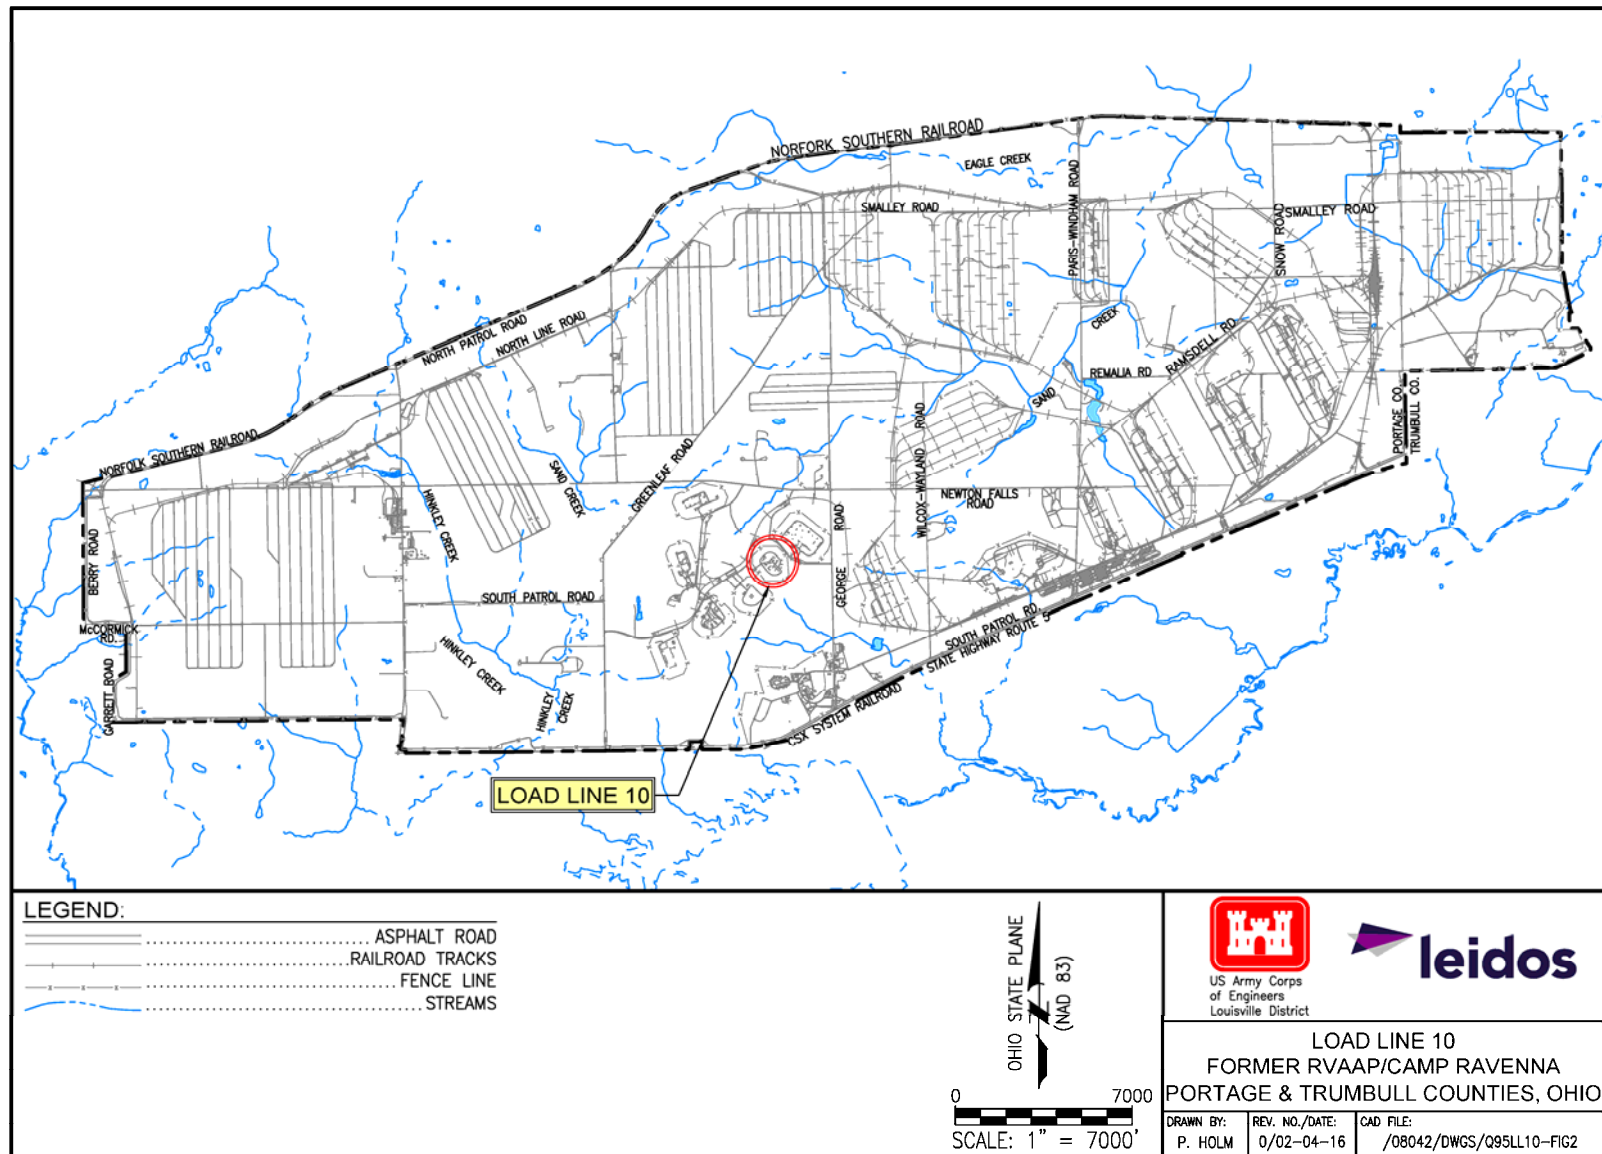 NORFORK SOUTHERN RAILROAD
EAGLE CREEK
PARIS-WINDHAM ROAD
SMALLEY ROAD
SNOW ROAD
SMALLEY ROAD
NORTH PATROL ROAD
NORTH LINE ROAD
CREEK
RAMSDELL RD
REMALIA RD
SAND
PORTAGE CO.
TRUMBULL CO.
NORFOLK SOUTHERN RAILROAD
SAND CREEK
GREENLEAF ROAD
WILCOX-WAYLAND ROAD
NEWTON FALLS
ROAD
HINKLEY CREEK
BERRY ROAD
GEORGE ROAD
SOUTH PATROL ROAD
McCORMICK
RD.
GARRETT BOAD
HINKLEY CREEK
HINKLEY
CREEK
SOUTH PATROL RD.
STATE HIGHWAY ROUTE 5
CSX SYSTEM RAILROAD
LOAD LINE 10
LEGEND:
ASPHALT ROAD
RAILROAD TRACKS
FENCE LINE
STREAMS
OHIO STATE PLANE
(NAD 83)
0 7000
SCALE: 1" = 7000'
US Army Corps
of Engineers
Louisville District
leidos
LOAD LINE 10
FORMER RVAAP/CAMP RAVENNA
PORTAGE & TRUMBULL COUNTIES, OHIO
DRAWN BY: REV. NO./DATE: CAD FILE:
P. HOLM 0/02-04-16 /08042/DWGS/Q95LL10-FIG2